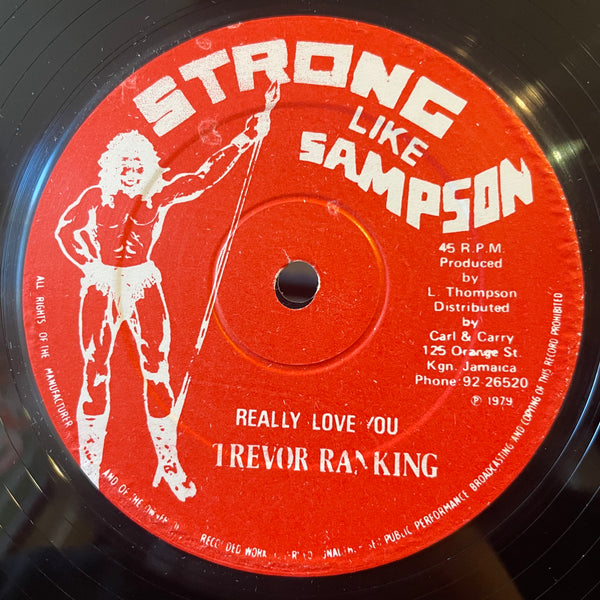 STRONG
LIKE
SAMPSON
45 R.P.M.
Produced
by
L. Thompson
Distributed
by
Carl & Carry
125 Orange St.
Kgn. Jamaica
Phone: 92 26520
℗ 1979
REALLY LOVE YOU
TREVOR RANKING
ALL RIGHTS OF THE MANUFACTURER
AND OF THE
RECORDED WORK
PUBLIC PERFORMANCE BROADCASTING AND COPYING OF THIS RECORD PROHIBITED